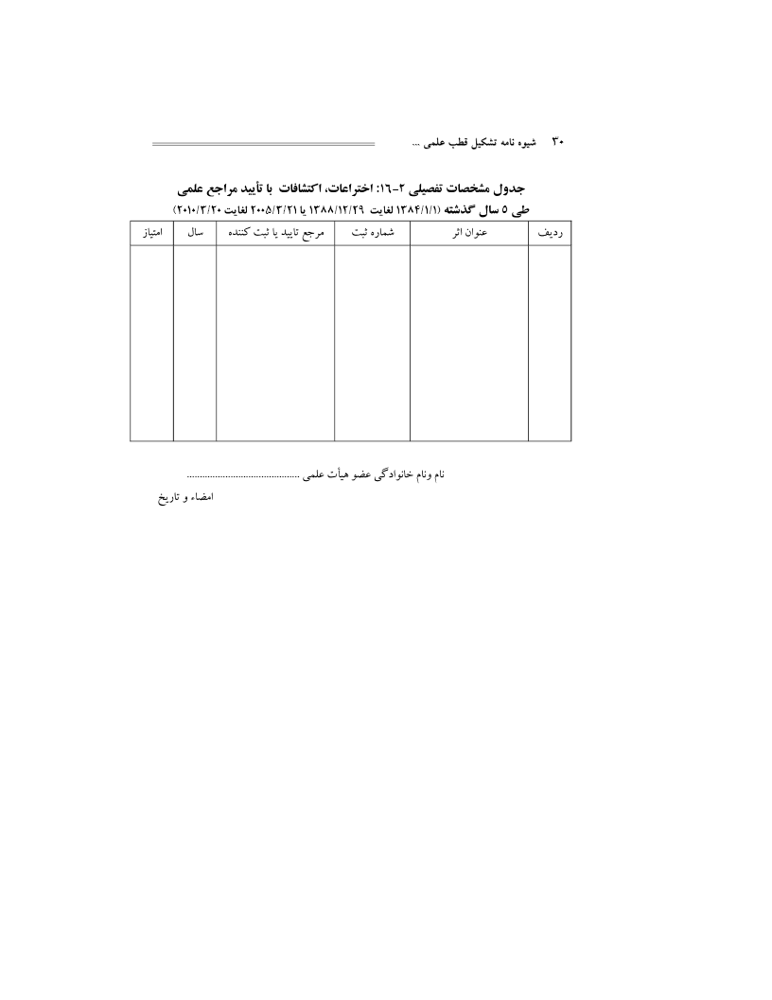 ۳۰ شیوه نامه تشکیل قطب علمی ...
جدول مشخصات تفصیلی ۲-۱۶: اختراعات، اکتشافات با تأیید مراجع علمی
طی ۵ سال گذشته (۱۳۸۴/۱/۱ لغایت ۱۳۸۸/۱۲/۲۹ یا ۲۰۰۵/۳/۲۱ لغایت ۲۰۱۰/۳/۲۰)
ردیف عنوان اثر شماره ثبت مرجع تایید یا ثبت کننده سال امتیاز
نام ونام خانوادگی عضو هیأت علمی ............................................
امضاء و تاریخ